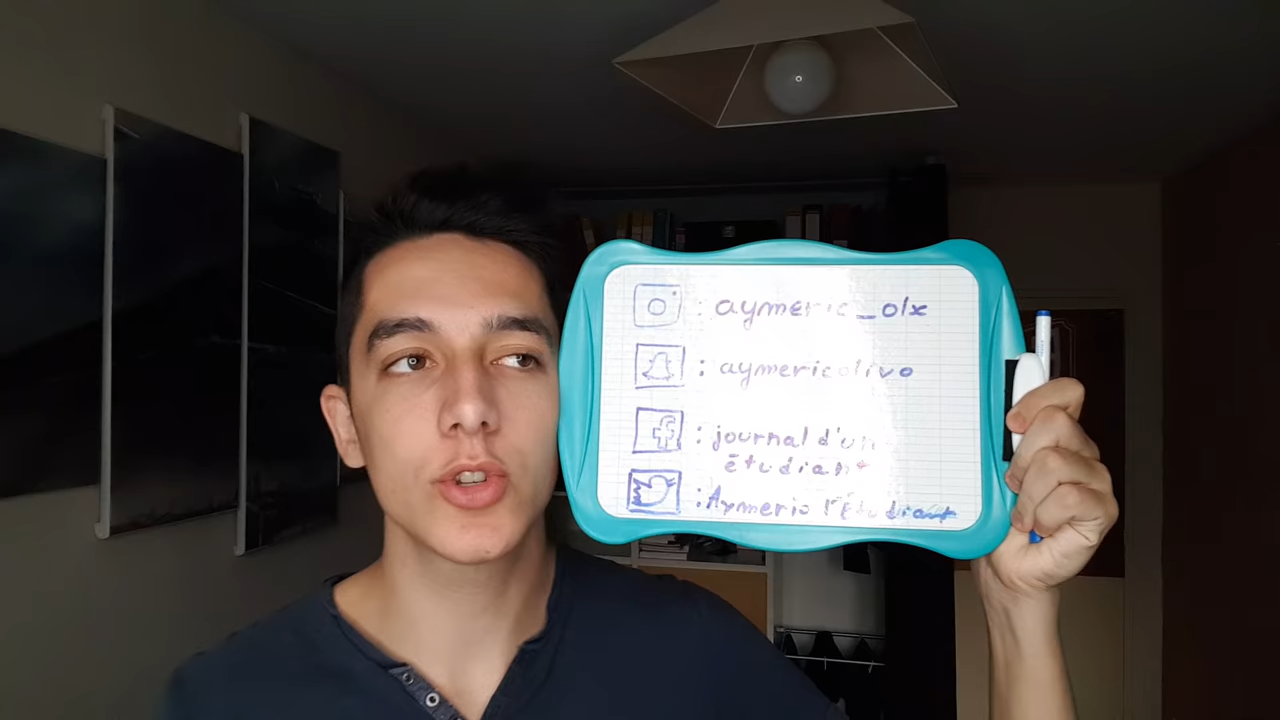 : aymeric_olx
: aymericolivo
: journal d'un
étudiant
: Aymeric l'Étudiant